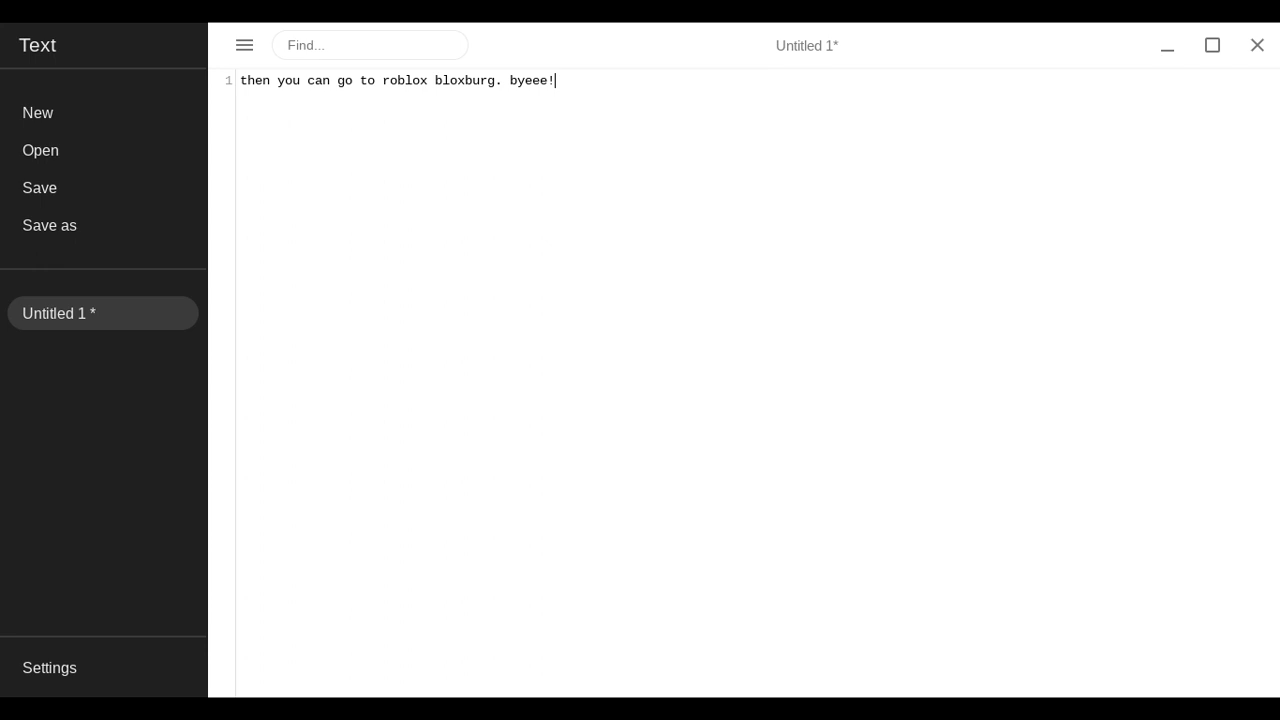 Text
Find...
Untitled 1*
New
Open
Save
Save as
Untitled 1 *
Settings
1 then you can go to roblox bloxburg. byeee!